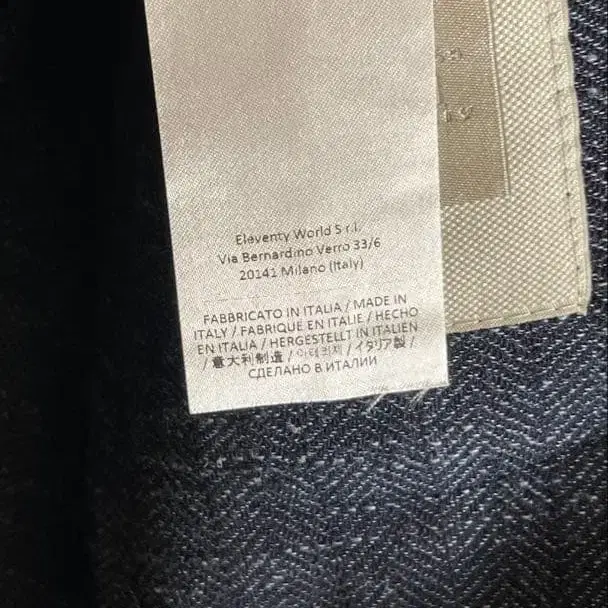 Eleventy World S r.l.
Via Bernardino Verro 33/6
20141 Milano (Italy)
FABBRICATO IN ITALIA / MADE IN
ITALY / FABRIQUE EN ITALIE / HECHO
EN ITALIA / HERGESTELLT IN ITALIEN
/ 意大利制造 / 이태리제 / イタリア製 /
СДЕЛАНО В ИТАЛИИ